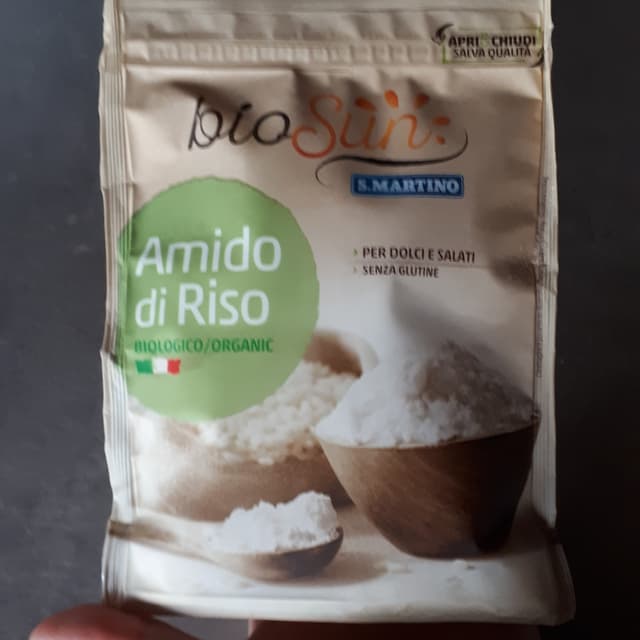 APRI&CHIUDI
SALVA QUALITÀ
bioSun
S.MARTINO
Amido
di Riso
BIOLOGICO/ORGANIC
PER DOLCI E SALATI
SENZA GLUTINE